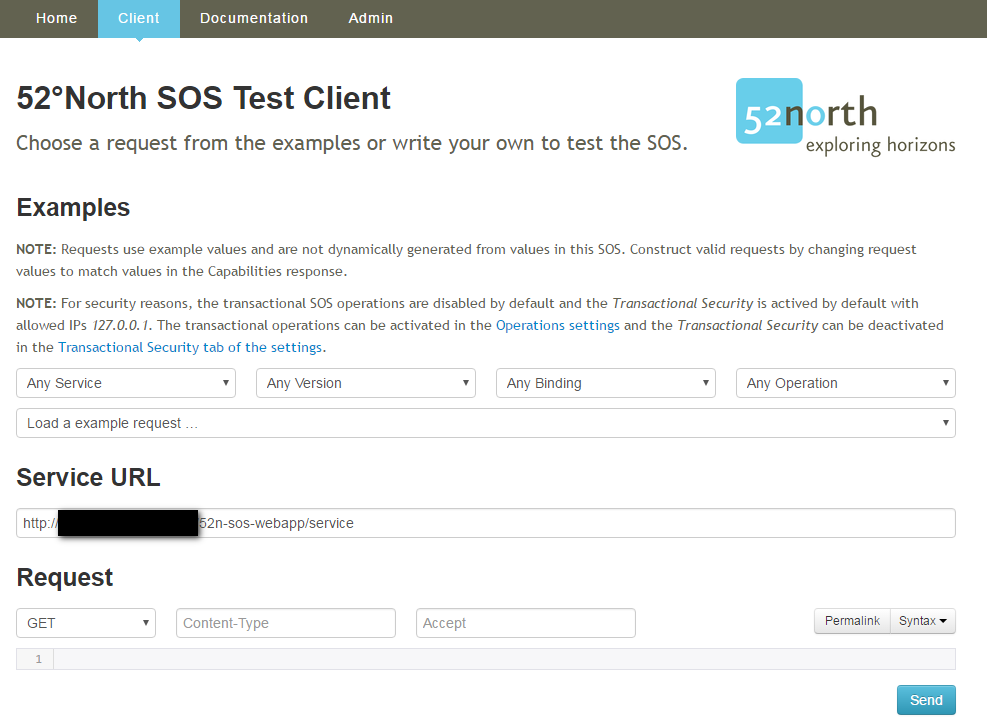 Home Client Documentation Admin
52°North SOS Test Client
52north
exploring horizons
Choose a request from the examples or write your own to test the SOS.
Examples
NOTE: Requests use example values and are not dynamically generated from values in this SOS. Construct valid requests by changing request
values to match values in the Capabilities response.
NOTE: For security reasons, the transactional SOS operations are disabled by default and the Transactional Security is actived by default with
allowed IPs 127.0.0.1. The transactional operations can be activated in the Operations settings and the Transactional Security can be deactivated
in the Transactional Security tab of the settings.
Any Service Any Version Any Binding Any Operation
Load a example request ...
Service URL
http:// 52n-sos-webapp/service
Request
GET Content-Type Accept Permalink Syntax
1
Send